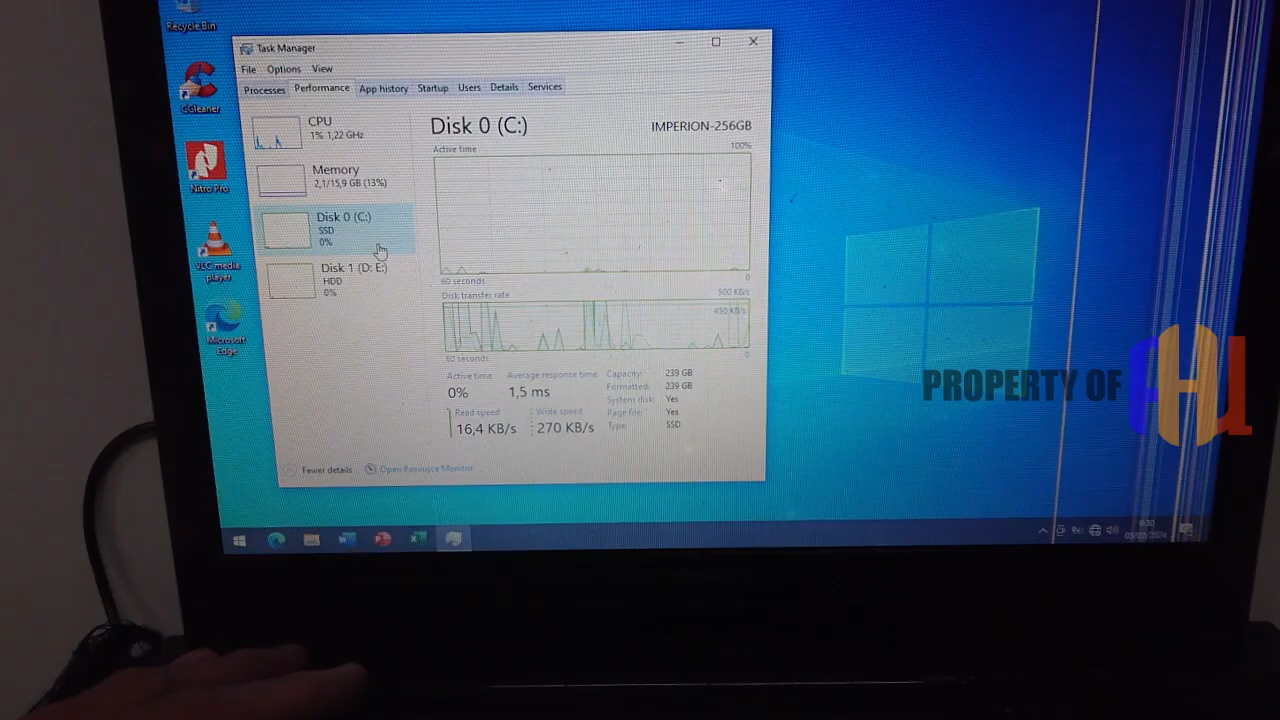 Recycle Bin
CCleaner
Nitro Pro
VLC media
player
Microsoft
Edge
Task Manager
File Options View
Processes Performance App history Startup Users Details Services
CPU
1% 1,22 GHz
Memory
2,1/15,9 GB (13%)
Disk 0 (C:)
SSD
0%
Disk 1 (D: E:)
HDD
0%
Disk 0 (C:) IMPERION-256GB
Active time 100%
60 seconds 0
Disk transfer rate 500 KB/s
450 KB/s
60 seconds 0
Active time Average response time
0% 1,5 ms
Read speed Write speed
16,4 KB/s 270 KB/s
Capacity: 239 GB
Formatted: 239 GB
System disk: Yes
Page file: Yes
Type: SSD
Fewer details Open Resource Monitor
PROPERTY OF
9:30